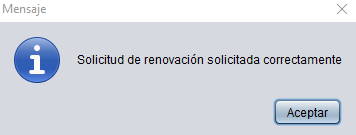 Mensaje
Solicitud de renovación solicitada correctamente
Aceptar